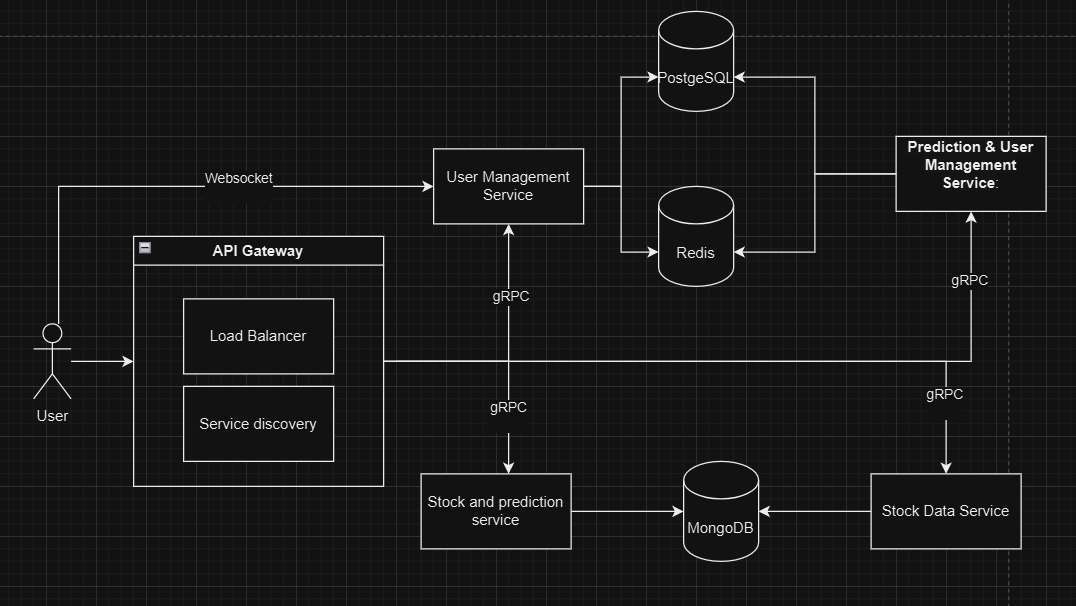 PostgeSQL
Prediction & User
Management
Service:
Websocket
User Management
Service
API Gateway
Redis
gRPC
gRPC
Load Balancer
User
Service discovery
gRPC
gRPC
Stock and prediction
service
MongoDB
Stock Data Service